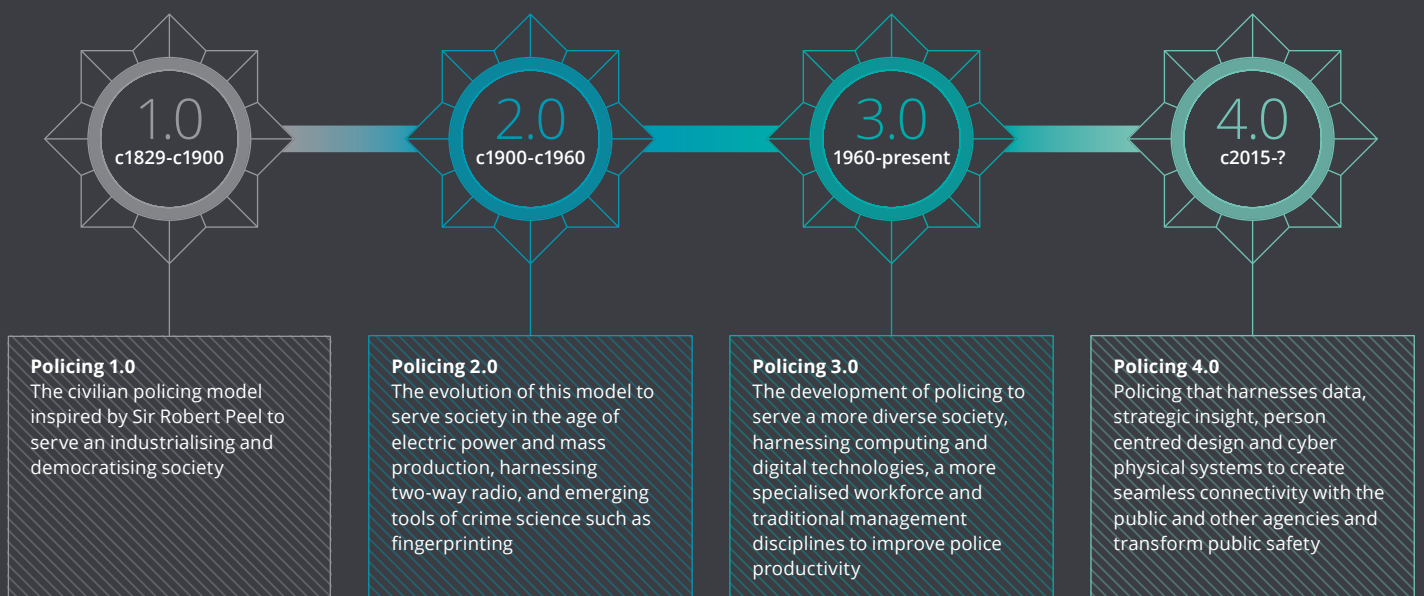 1.0
c1829-c1900
2.0
c1900-c1960
3.0
1960-present
4.0
c2015-?
Policing 1.0
The civilian policing model
inspired by Sir Robert Peel to
serve an industrialising and
democratising society
Policing 2.0
The evolution of this model to
serve society in the age of
electric power and mass
production, harnessing
two-way radio, and emerging
tools of crime science such as
fingerprinting
Policing 3.0
The development of policing to
serve a more diverse society,
harnessing computing and
digital technologies, a more
specialised workforce and
traditional management
disciplines to improve police
productivity
Policing 4.0
Policing that harnesses data,
strategic insight, person
centred design and cyber
physical systems to create
seamless connectivity with the
public and other agencies and
transform public safety